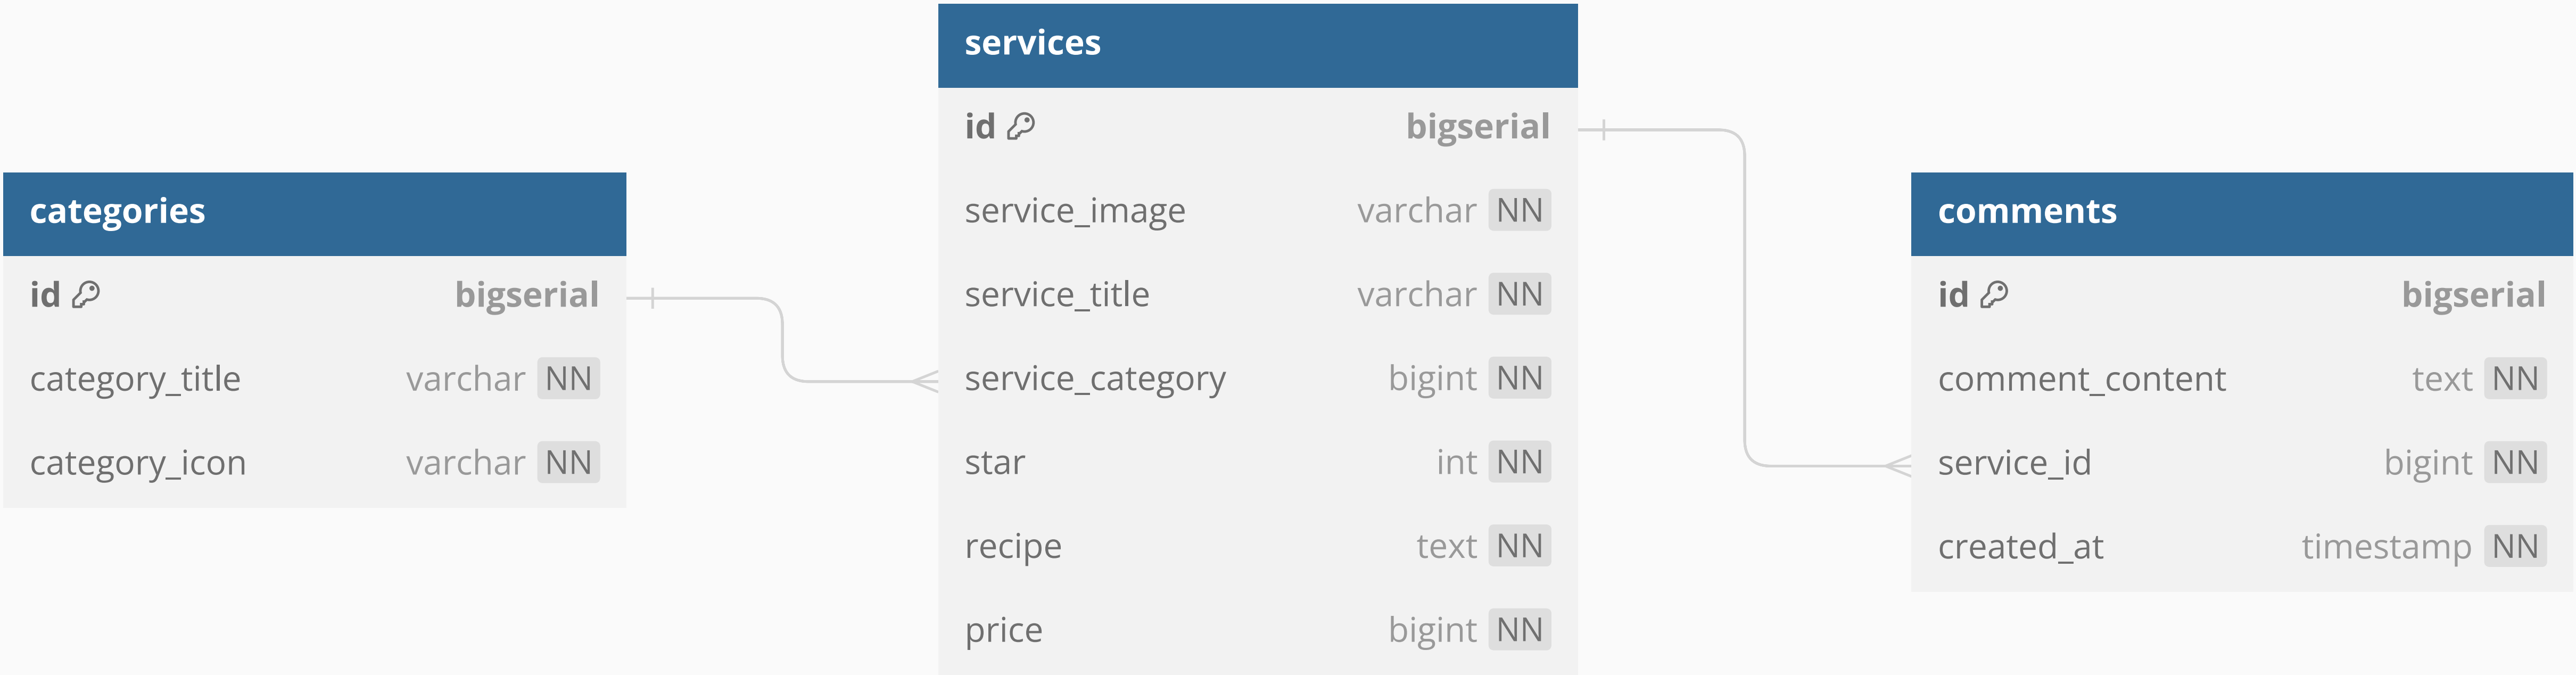 categories
id bigserial
category_title varchar NN
category_icon varchar NN
services
id bigserial
service_image varchar NN
service_title varchar NN
service_category bigint NN
star int NN
recipe text NN
price bigint NN
comments
id bigserial
comment_content text NN
service_id bigint NN
created_at timestamp NN